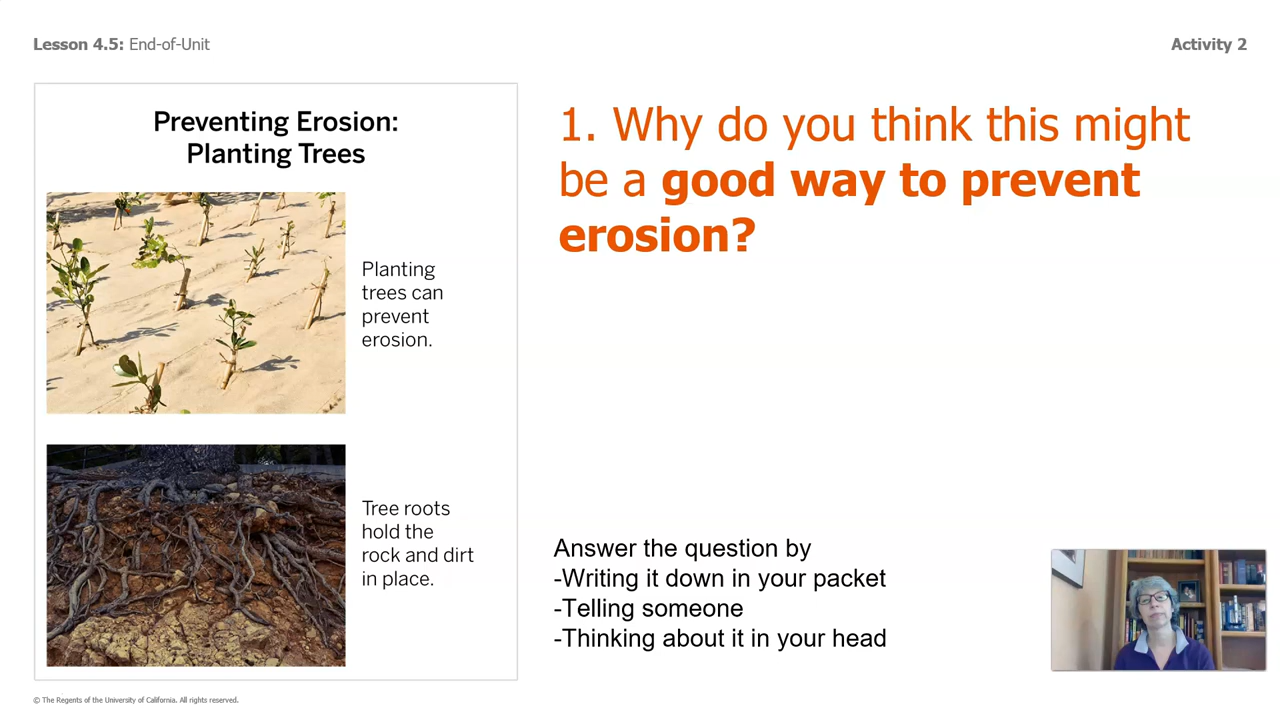 Lesson 4.5: End-of-Unit
Activity 2
Preventing Erosion:
Planting Trees
Planting
trees can
prevent
erosion.
Tree roots
hold the
rock and dirt
in place.
1. Why do you think this might
be a good way to prevent
erosion?
Answer the question by
-Writing it down in your packet
-Telling someone
-Thinking about it in your head
© The Regents of the University of California. All rights reserved.